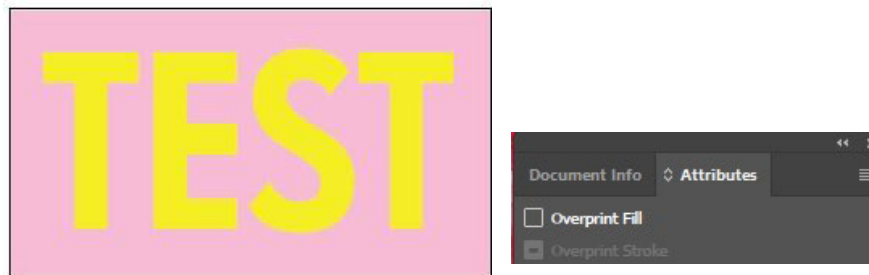 TEST
Document Info
Attributes
Overprint Fill
Overprint Stroke